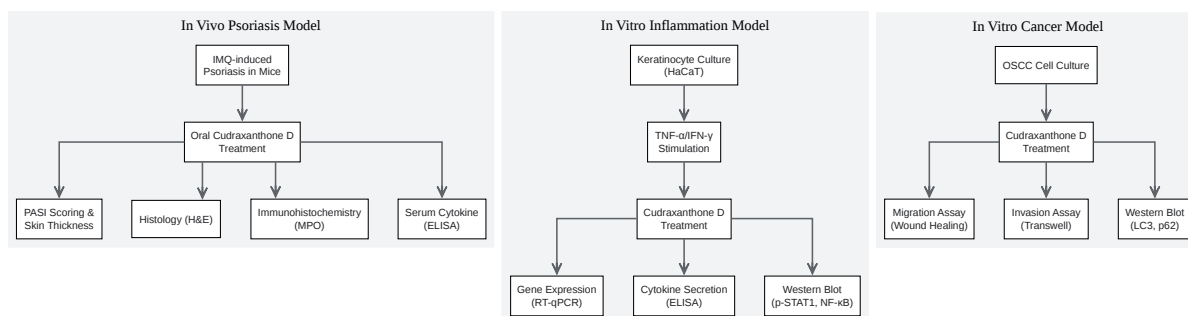 In Vivo Psoriasis Model
IMQ-induced
Psoriasis in Mice
Oral Cudraxanthone D
Treatment
PASI Scoring &
Skin Thickness
Histology (H&E)
Immunohistochemistry
(MPO)
Serum Cytokine
(ELISA)
In Vitro Inflammation Model
Keratinocyte Culture
(HaCaT)
TNF-α/IFN-γ
Stimulation
Cudraxanthone D
Treatment
Gene Expression
(RT-qPCR)
Cytokine Secretion
(ELISA)
Western Blot
(p-STAT1, NF-κB)
In Vitro Cancer Model
OSCC Cell Culture
Cudraxanthone D
Treatment
Migration Assay
(Wound Healing)
Invasion Assay
(Transwell)
Western Blot
(LC3, p62)